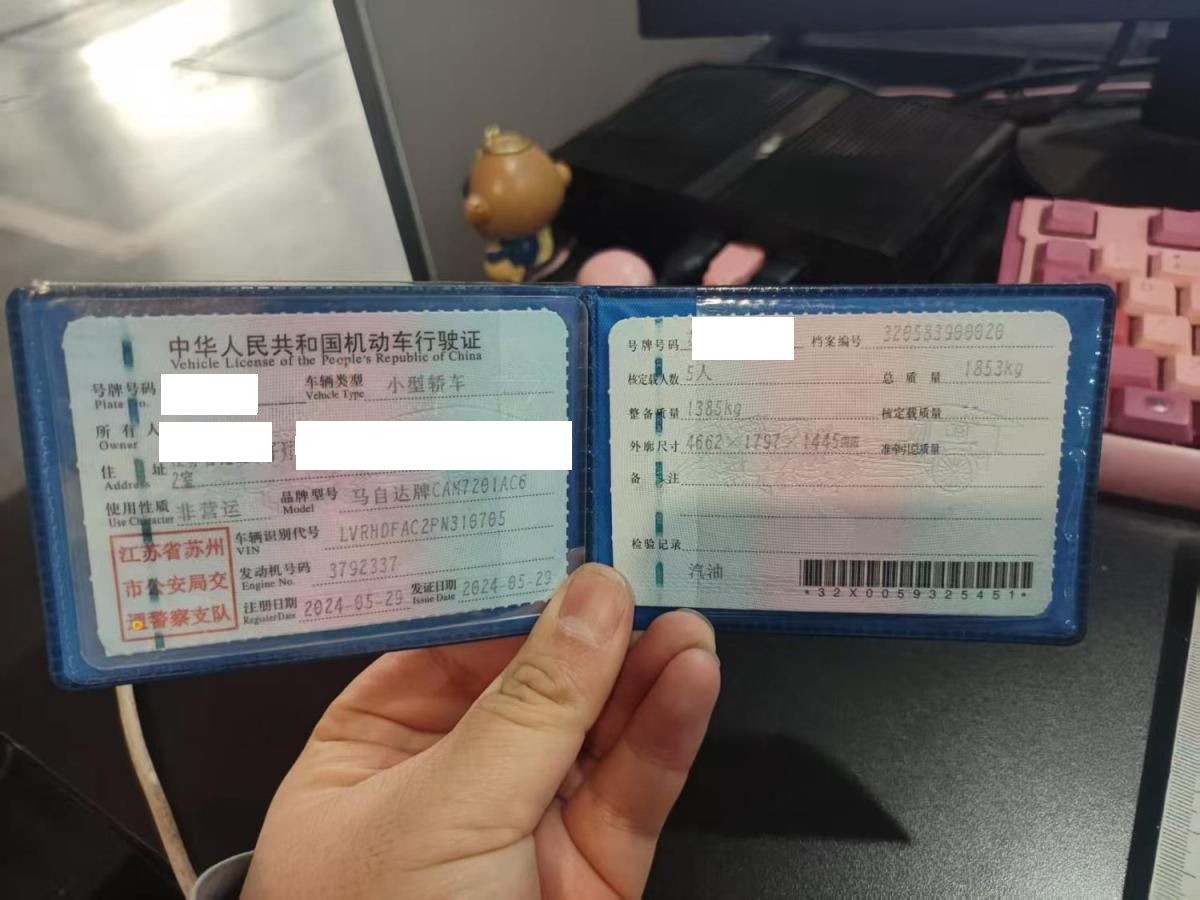 中华人民共和国机动车行驶证
Vehicle License of the People's Republic of China
号牌号码
Plate No.
车辆类型 小型轿车
Vehicle Type
所有人
Owner
住址
Address
2室
使用性质 非营运
Use Character
品牌型号 马自达牌CAM7201AC6
Model
车辆识别代号 LVRHDFAC2PN310705
VIN
发动机号码 3792337
Engine No.
注册日期 2024-05-29
Register Date
发证日期 2024-05-29
Issue Date
江苏省苏州
市公安局交
通警察支队
号牌号码
档案编号 320583900020
核定载人数 5人
总质量 1853kg
整备质量 1385kg
核定载质量 --
外廓尺寸 4662×1797×1445mm
准牵引总质量
备注
检验记录
汽油
*32X0059325451*